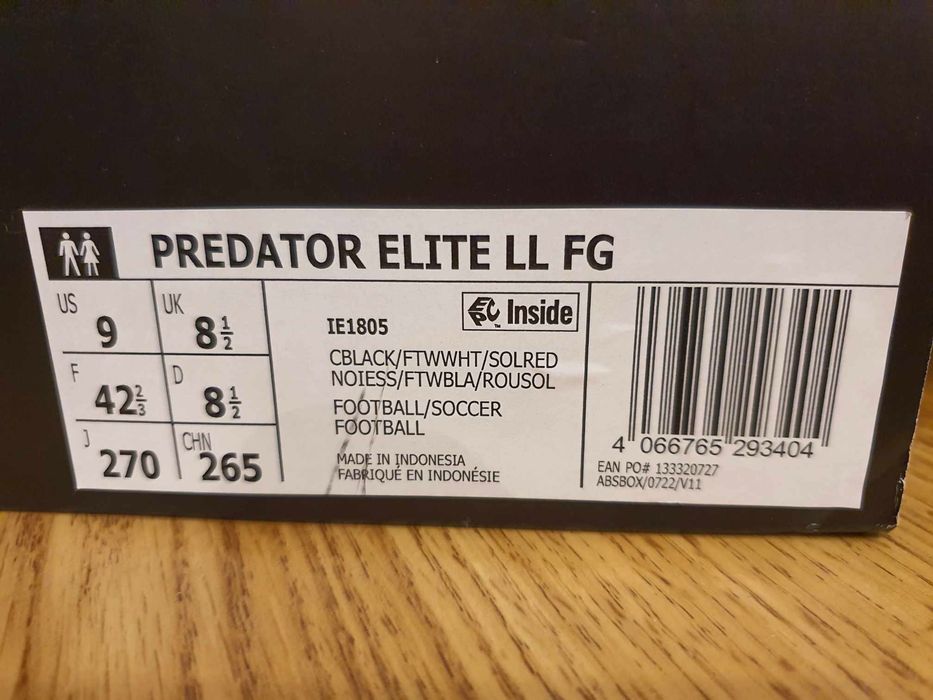 PREDATOR ELITE LL FG
US 9 UK 8 1/2
F 42 2/3 D 8 1/2
J 270 CHN 265
EPC Inside
™
IE1805
CBLACK/FTWWHT/SOLRED
NOIESS/FTWBLA/ROUSOL
FOOTBALL/SOCCER
FOOTBALL
MADE IN INDONESIA
FABRIQUÉ EN INDONÉSIE
4 066765 293404
EAN PO# 133320727
ABSBOX/0722/V11